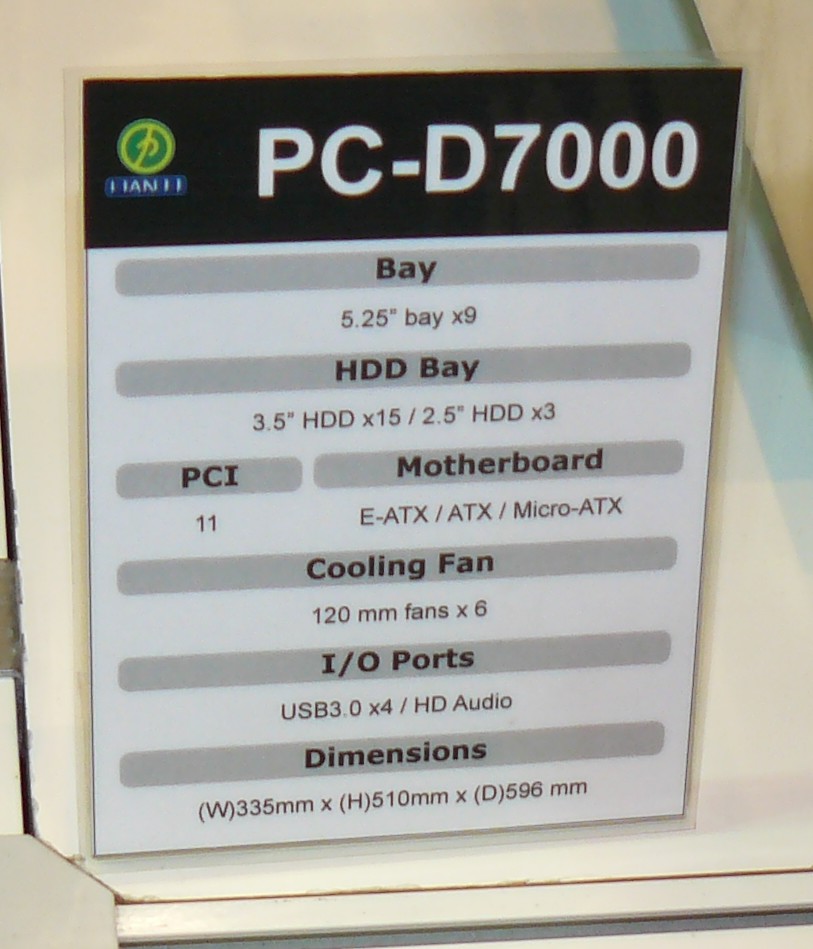 LIAN LI
PC-D7000
Bay
5.25" bay x9
HDD Bay
3.5" HDD x15 / 2.5" HDD x3
PCI
Motherboard
11
E-ATX / ATX / Micro-ATX
Cooling Fan
120 mm fans x 6
I/O Ports
USB3.0 x4 / HD Audio
Dimensions
(W)335mm x (H)510mm x (D)596 mm